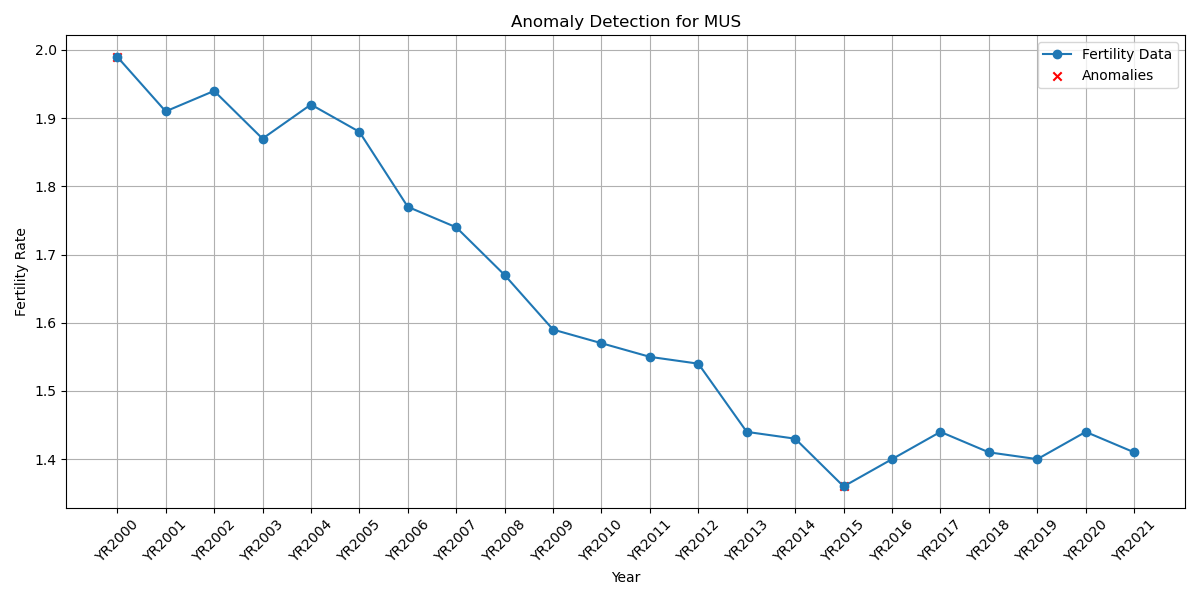 Anomaly Detection for MUS
Fertility Data
Anomalies
Fertility Rate
2.0
1.9
1.8
1.7
1.6
1.5
1.4
YR2000
YR2001
YR2002
YR2003
YR2004
YR2005
YR2006
YR2007
YR2008
YR2009
YR2010
YR2011
YR2012
YR2013
YR2014
YR2015
YR2016
YR2017
YR2018
YR2019
YR2020
YR2021
Year